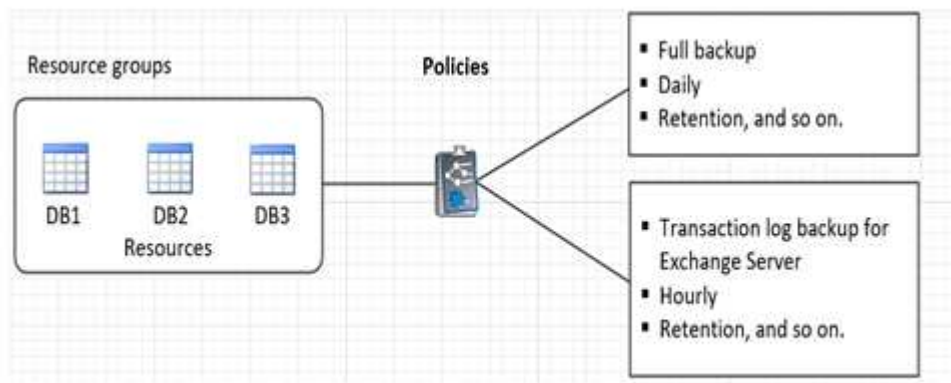 Resource groups
DB1
DB2
DB3
Resources
Policies
▪ Full backup
▪ Daily
▪ Retention, and so on.
▪ Transaction log backup for
Exchange Server
▪ Hourly
▪ Retention, and so on.